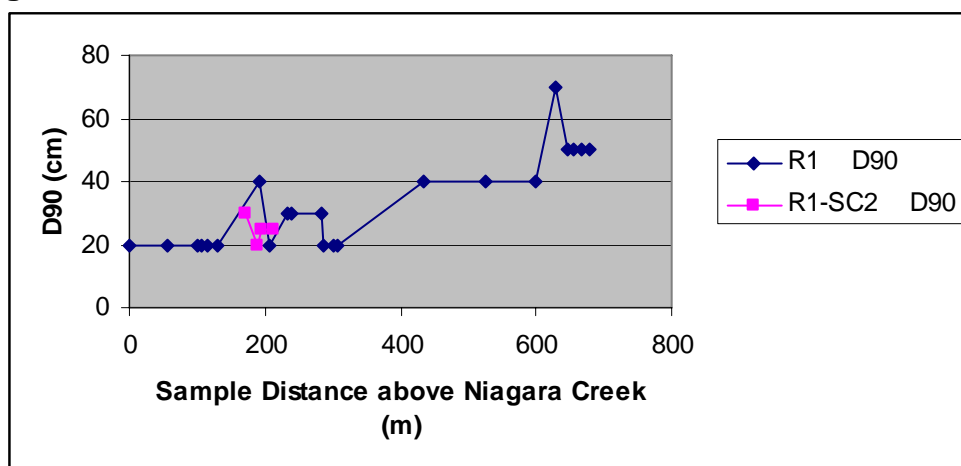 80
60
40
20
0
D90 (cm)
0 200 400 600 800
Sample Distance above Niagara Creek
(m)
R1 D90
R1-SC2 D90